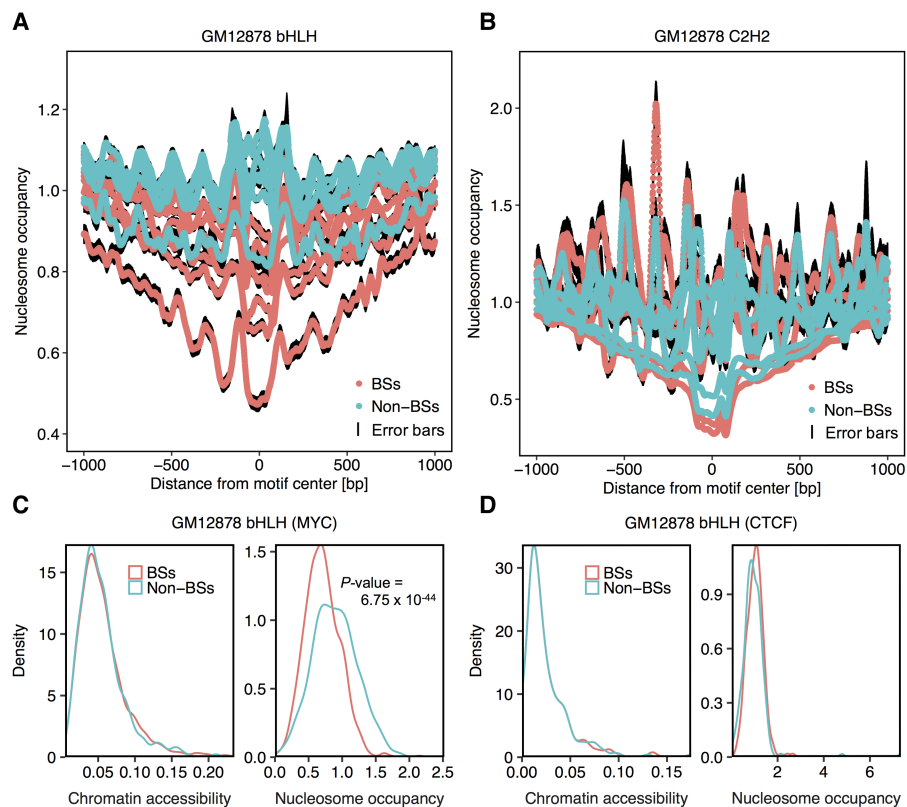 A
GM12878 bHLH
Nucleosome occupancy
1.2
1.0
0.8
0.6
0.4
BSs
Non−BSs
Error bars
−1000
−500
0
500
1000
Distance from motif center [bp]
B
GM12878 C2H2
Nucleosome occupancy
2.0
1.5
1.0
0.5
BSs
Non−BSs
Error bars
−1000
−500
0
500
1000
Distance from motif center [bp]
C
GM12878 bHLH (MYC)
Density
15
10
5
0
BSs
Non−BSs
0.05
0.10
0.20
Chromatin accessibility
1.5
1.0
0.5
0.0
P-value =
6.75 x 10-44
0.0
0.5
1.0
1.5
2.0
2.5
Nucleosome occupancy
D
GM12878 bHLH (CTCF)
Density
30
20
10
0
BSs
Non−BSs
0.00
0.05
0.10
0.15
Chromatin accessibility
0.9
0.6
0.3
0.0
2
4
6
Nucleosome occupancy